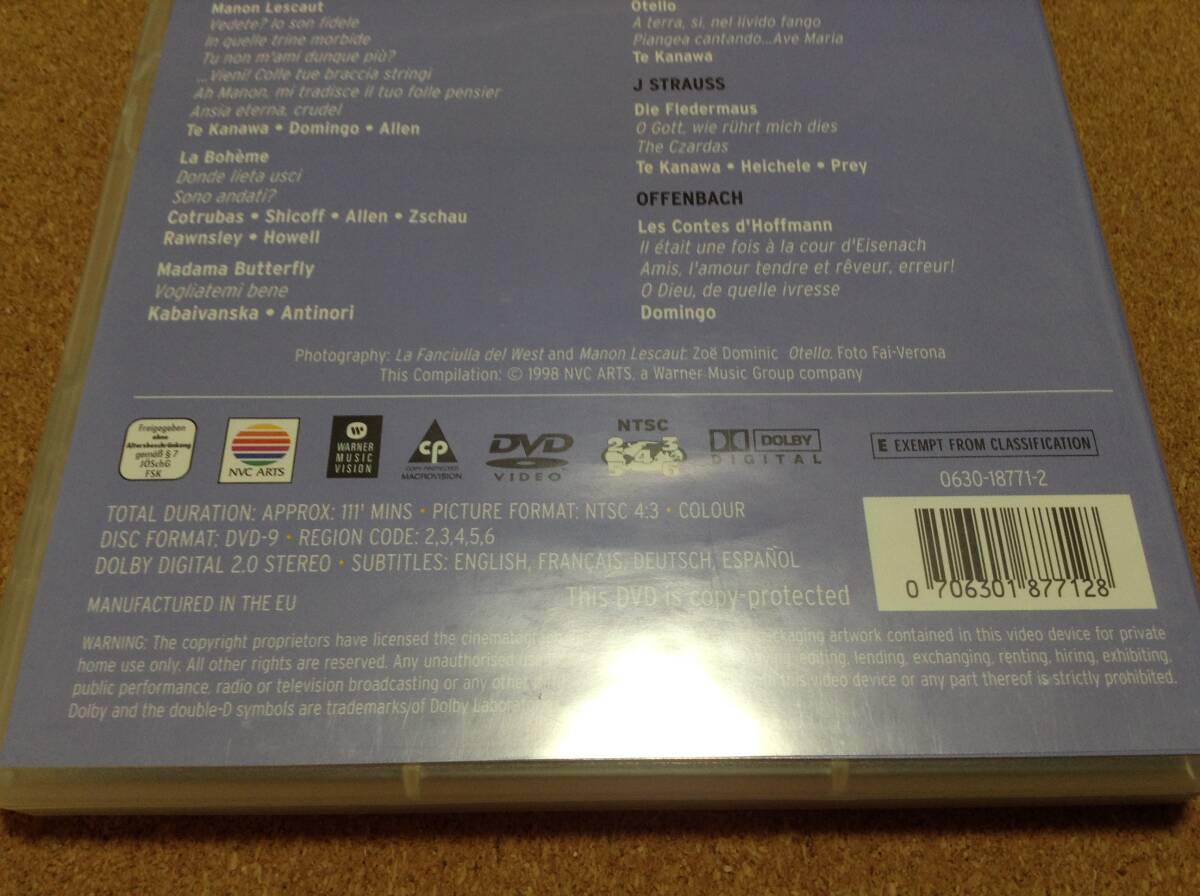 Manon Lescaut
Vedete? Io son fidele
In quelle trine morbide
Tu non m'ami dunque più?
...Vieni! Colle tue braccia stringi
Ah Manon, mi tradisce il tuo folle pensier
Ansia eterna, crudel
Te Kanawa • Domingo • Allen
La Bohème
Donde lieta usci
Sono andati?
Cotrubas • Shicoff • Allen • Zschau
Rawnsley • Howell
Madama Butterfly
Vogliatemi bene
Kabaivanska • Antinori
Otello
A terra, si, nel livido fango
Piangea cantando...Ave Maria
Te Kanawa
J STRAUSS
Die Fledermaus
O Gott, wie rührt mich dies
The Czardas
Te Kanawa • Heichele • Prey
OFFENBACH
Les Contes d'Hoffmann
Il était une fois à la cour d'Eisenach
Amis, l'amour tendre et rêveur, erreur!
O Dieu, de quelle ivresse
Domingo
Photography: La Fanciulla del West and Manon Lescaut: Zoë Dominic Otello: Foto Fai-Verona
This Compilation: © 1998 NVC ARTS, a Warner Music Group company
Freigegeben
ohne
Altersbeschränkung
gemäß § 7
JÖSchG
FSK
NVC ARTS
WARNER
MUSIC
VISION
CP
COPY PROTECTED
MACROVISION
DVD
VIDEO
NTSC
2 3
5 4 6
DOLBY
DIGITAL
E EXEMPT FROM CLASSIFICATION
0630-18771-2
TOTAL DURATION: APPROX: 111' MINS • PICTURE FORMAT: NTSC 4:3 • COLOUR
DISC FORMAT: DVD-9 • REGION CODE: 2,3,4,5,6
DOLBY DIGITAL 2.0 STEREO • SUBTITLES: ENGLISH, FRANÇAIS, DEUTSCH, ESPAÑOL
0 706301 877128
MANUFACTURED IN THE EU
This DVD is copy-protected
WARNING: The copyright proprietors have licensed the packaging artwork contained in this video device for private
home use only. All other rights are reserved. Any unauthorised editing, lending, exchanging, renting, hiring, exhibiting,
public performance, radio or television broadcasting or any other this video device or any part thereof is strictly prohibited.
Dolby and the double-D symbols are trademarks of Dolby